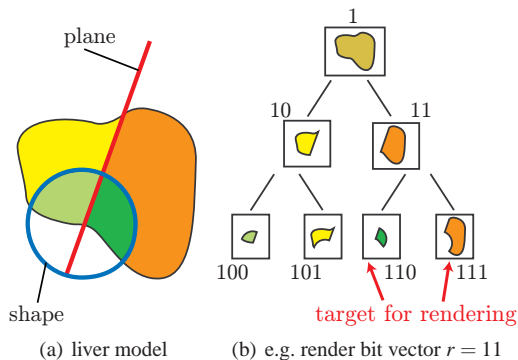 plane
shape
(a) liver model
1
10
11
100
101
110
111
target for rendering
(b) e.g. render bit vector r = 11